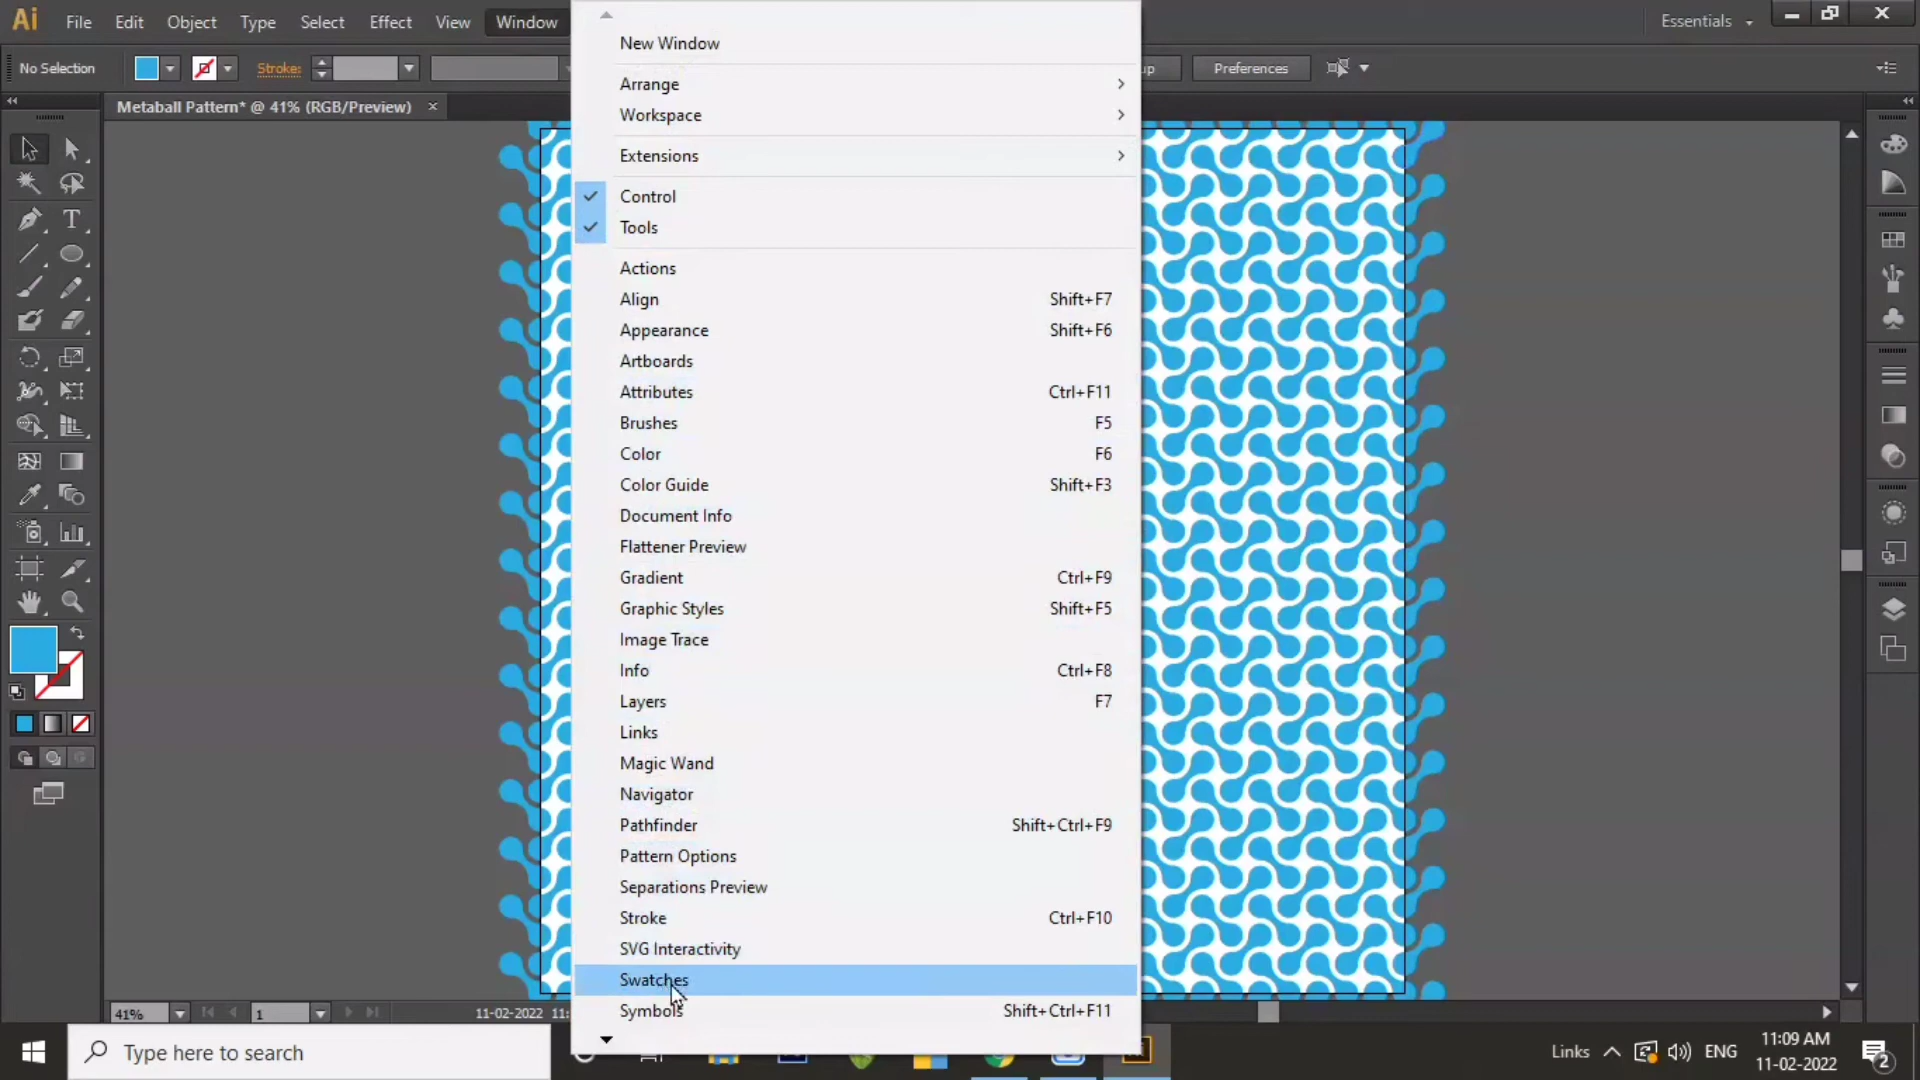 Ai File Edit Object Type Select Effect View Window
Essentials
No Selection
Stroke:
Preferences
Metaball Pattern* @ 41% (RGB/Preview) ×
New Window
Arrange
Workspace
Extensions
Control
Tools
Actions
Align Shift+F7
Appearance Shift+F6
Artboards
Attributes Ctrl+F11
Brushes F5
Color F6
Color Guide Shift+F3
Document Info
Flattener Preview
Gradient Ctrl+F9
Graphic Styles Shift+F5
Image Trace
Info Ctrl+F8
Layers F7
Links
Magic Wand
Navigator
Pathfinder Shift+Ctrl+F9
Pattern Options
Separations Preview
Stroke Ctrl+F10
SVG Interactivity
Swatches
Symbols Shift+Ctrl+F11
41%
1
11-02-2022
Type here to search
Links
ENG
11:09 AM
11-02-2022
2